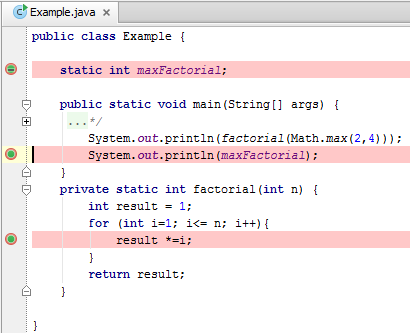 Example.java
public class Example {
static int maxFactorial;
public static void main(String[] args) {
...*/
System.out.println(factorial(Math.max(2,4)));
System.out.println(maxFactorial);
}
private static int factorial(int n) {
int result = 1;
for (int i=1; i<= n; i++){
result *=i;
}
return result;
}
}